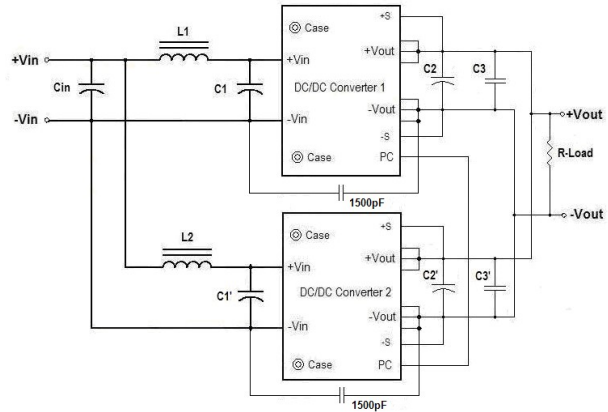 L1
+S
Case
+Vin
+Vin
+Vout
Cin
C1
C2
C3
DC/DC Converter 1
-Vout
+Vout
-Vin
-Vin
-S
R-Load
Case
PC
1500pF
-Vout
L2
Case
+S
+Vin
+Vout
C1'
C2'
C3'
DC/DC Converter 2
-Vout
-Vin
-S
Case
PC
1500pF